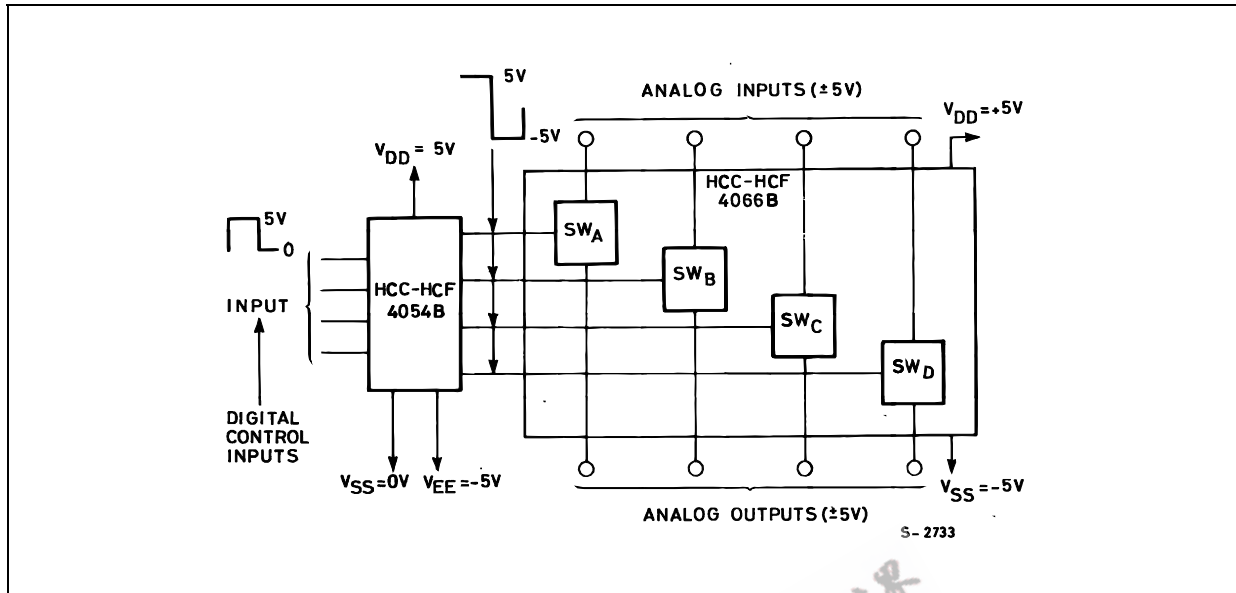 5V
-5V
ANALOG INPUTS (±5V)
VDD=+5V
VDD= 5V
HCC-HCF
4066B
5V
0
INPUT
HCC-HCF
4054B
SWA
SWB
SWC
SWD
DIGITAL
CONTROL
INPUTS
VSS=0V
VEE=-5V
VSS=-5V
ANALOG OUTPUTS (±5V)
S-2733